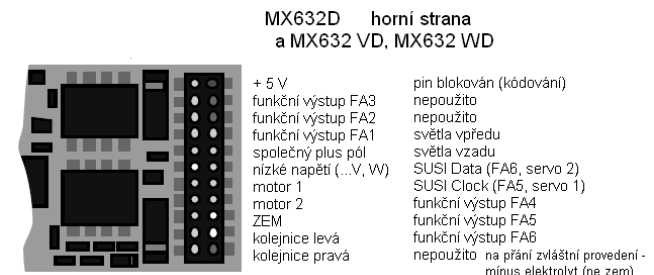 MX632D horní strana
a MX632 VD, MX632 WD
+ 5 V pin blokován (kódování)
funkční výstup FA3 nepoužito
funkční výstup FA2 nepoužito
funkční výstup FA1 světla vpředu
společný plus pól světla vzadu
nízké napětí (...V, W) SUSI Data (FA6, servo 2)
motor 1 SUSI Clock (FA5, servo 1)
motor 2 funkční výstup FA4
ZEM funkční výstup FA5
kolejnice levá funkční výstup FA6
kolejnice pravá nepoužito na přání zvláštní provedení -
mínus elektrolyt (ne zem)